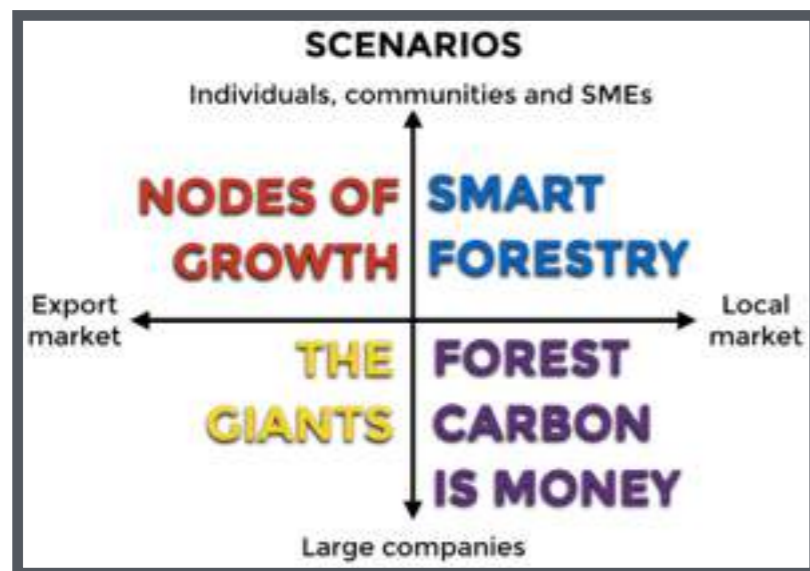 SCENARIOS
Individuals, communities and SMEs
NODES OF
GROWTH
SMART
FORESTRY
Export
market
Local
market
THE
GIANTS
FOREST
CARBON
IS MONEY
Large companies